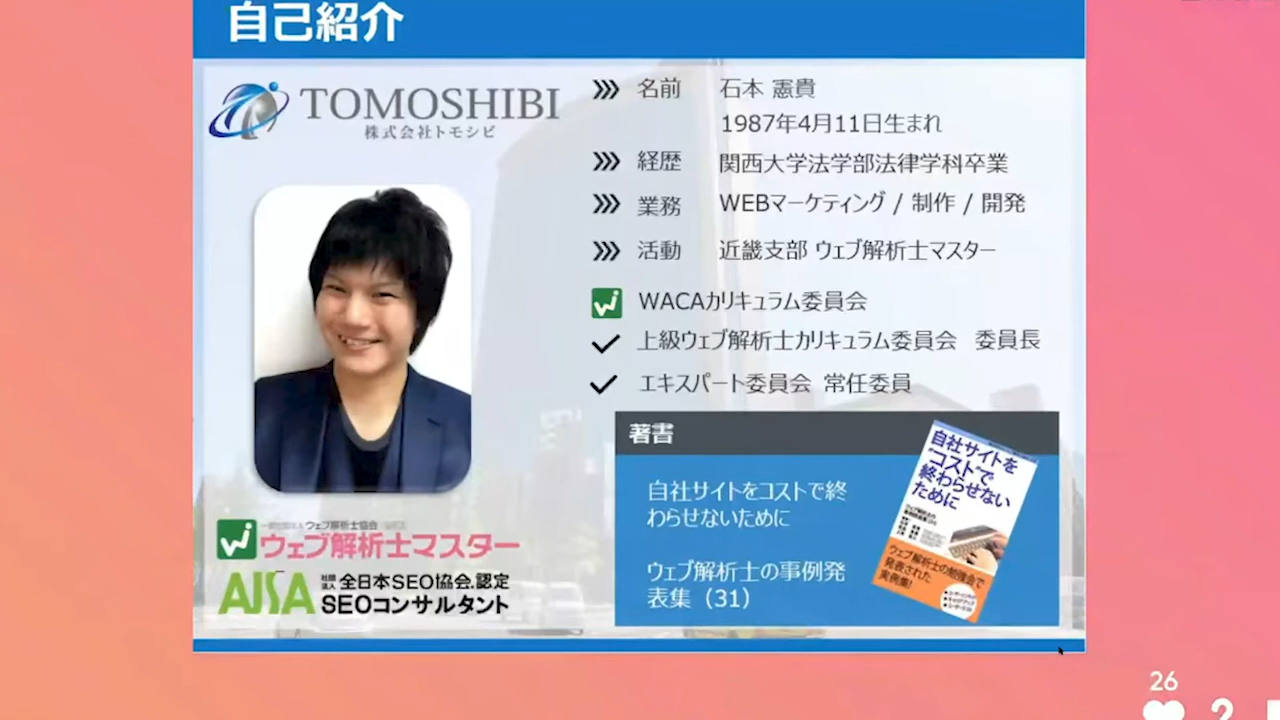 自己紹介
TOMOSHIBI
株式会社トモシビ
名前 石本 憲貴
1987年4月11日生まれ
経歴 関西大学法学部法律学科卒業
業務 WEBマーケティング / 制作 / 開発
活動 近畿支部 ウェブ解析士マスター
WACAカリキュラム委員会
上級ウェブ解析士カリキュラム委員会 委員長
エキスパート委員会 常任委員
ウェブ解析士協会
ウェブ解析士マスター
AJSA 社団法人 全日本SEO協会.認定
SEOコンサルタント
著書
自社サイトをコストで終
わらせないために
ウェブ解析士の事例発
表集（31）
自社サイトを
"コスト"で
終わらせない
ために
ウェブ解析士の勉強会で
発表された
実例集!
26
2